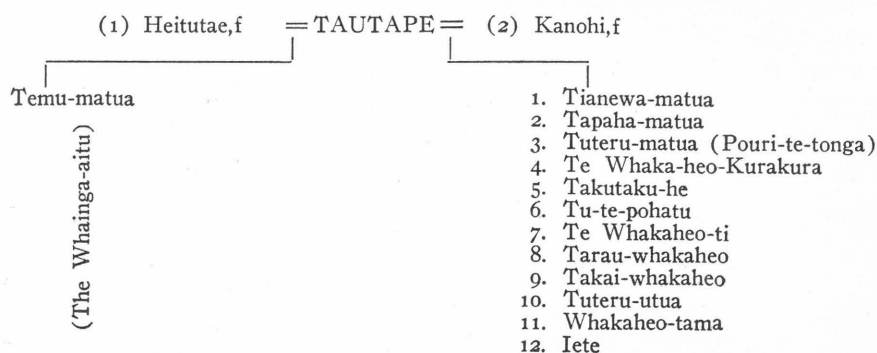 (1) Heitutae,f =TAUTAPE= (2) Kanohi,f
Temu-matua
(The Whainga-aitu)
1. Tianewa-matua
2. Tapaha-matua
3. Tuteru-matua (Pouri-te-tonga)
4. Te Whaka-heo-Kurakura
5. Takutaku-he
6. Tu-te-pohatu
7. Te Whakaheo-ti
8. Tarau-whakaheo
9. Takai-whakaheo
10. Tuteru-utua
11. Whakaheo-tama
12. Iete